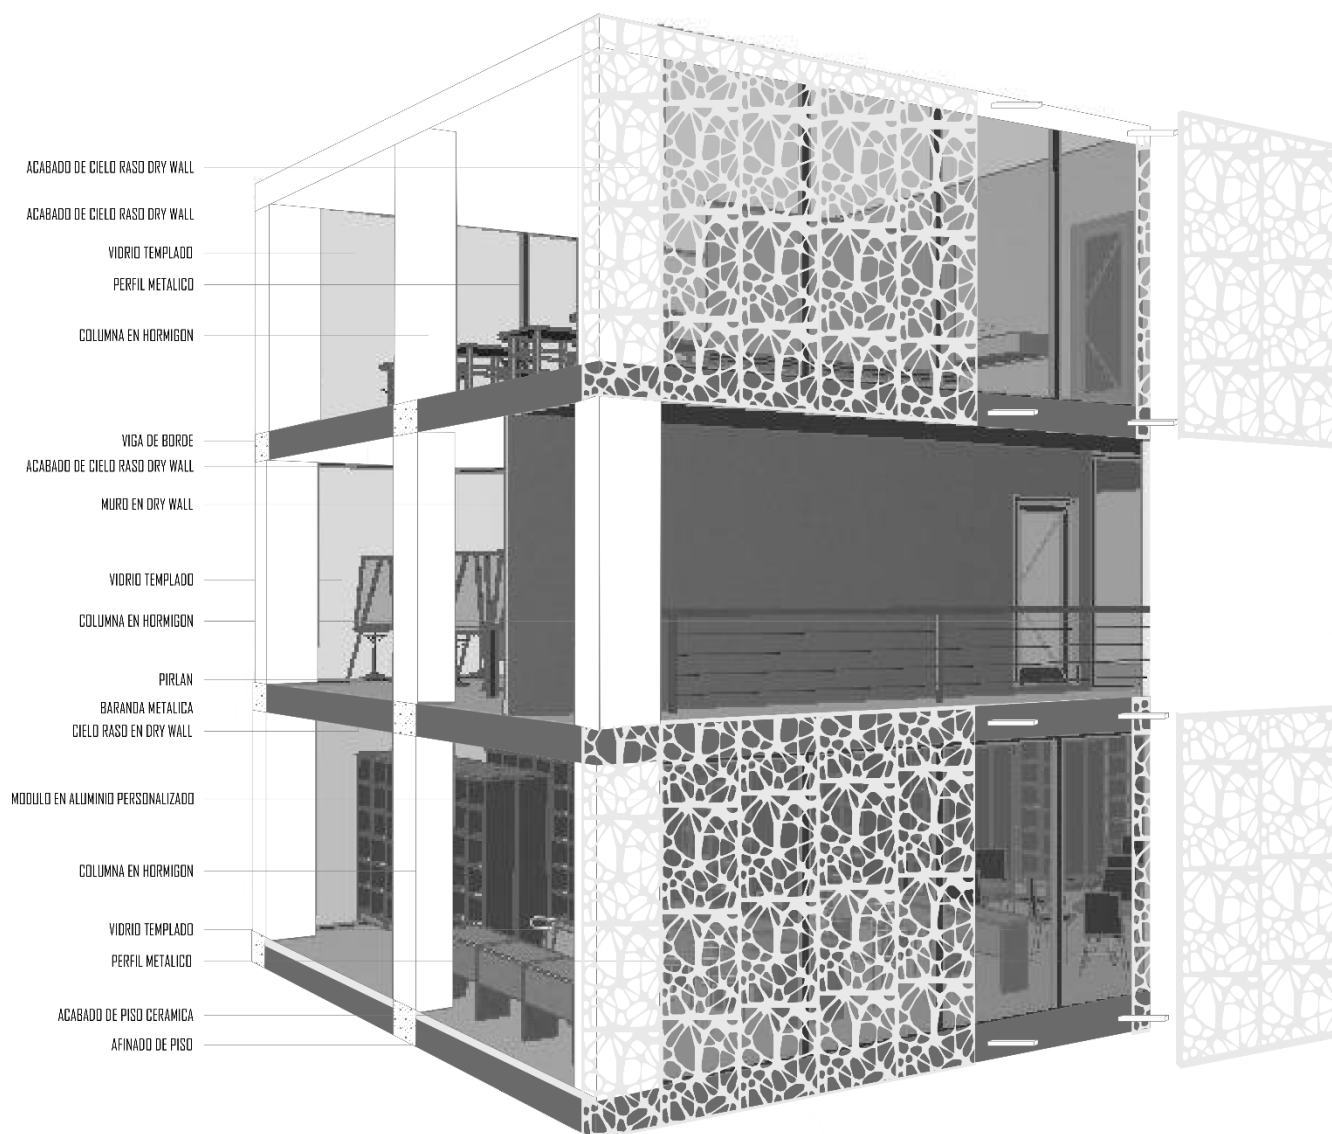 ACABADO DE CIELO RASO DRY WALL
ACABADO DE CIELO RASO DRY WALL
VIDRIO TEMPLADO
PERFIL METALICO
COLUMNA EN HORMIGON
VIGA DE BORDE
ACABADO DE CIELO RASO DRY WALL
MURO EN DRY WALL
VIDRIO TEMPLADO
COLUMNA EN HORMIGON
PIRLAN
BARANDA METALICA
CIELO RASO EN DRY WALL
MODULO EN ALUMINIO PERSONALIZADO
COLUMNA EN HORMIGON
VIDRIO TEMPLADO
PERFIL METALICO
ACABADO DE PISO CERAMICA
AFINADO DE PISO